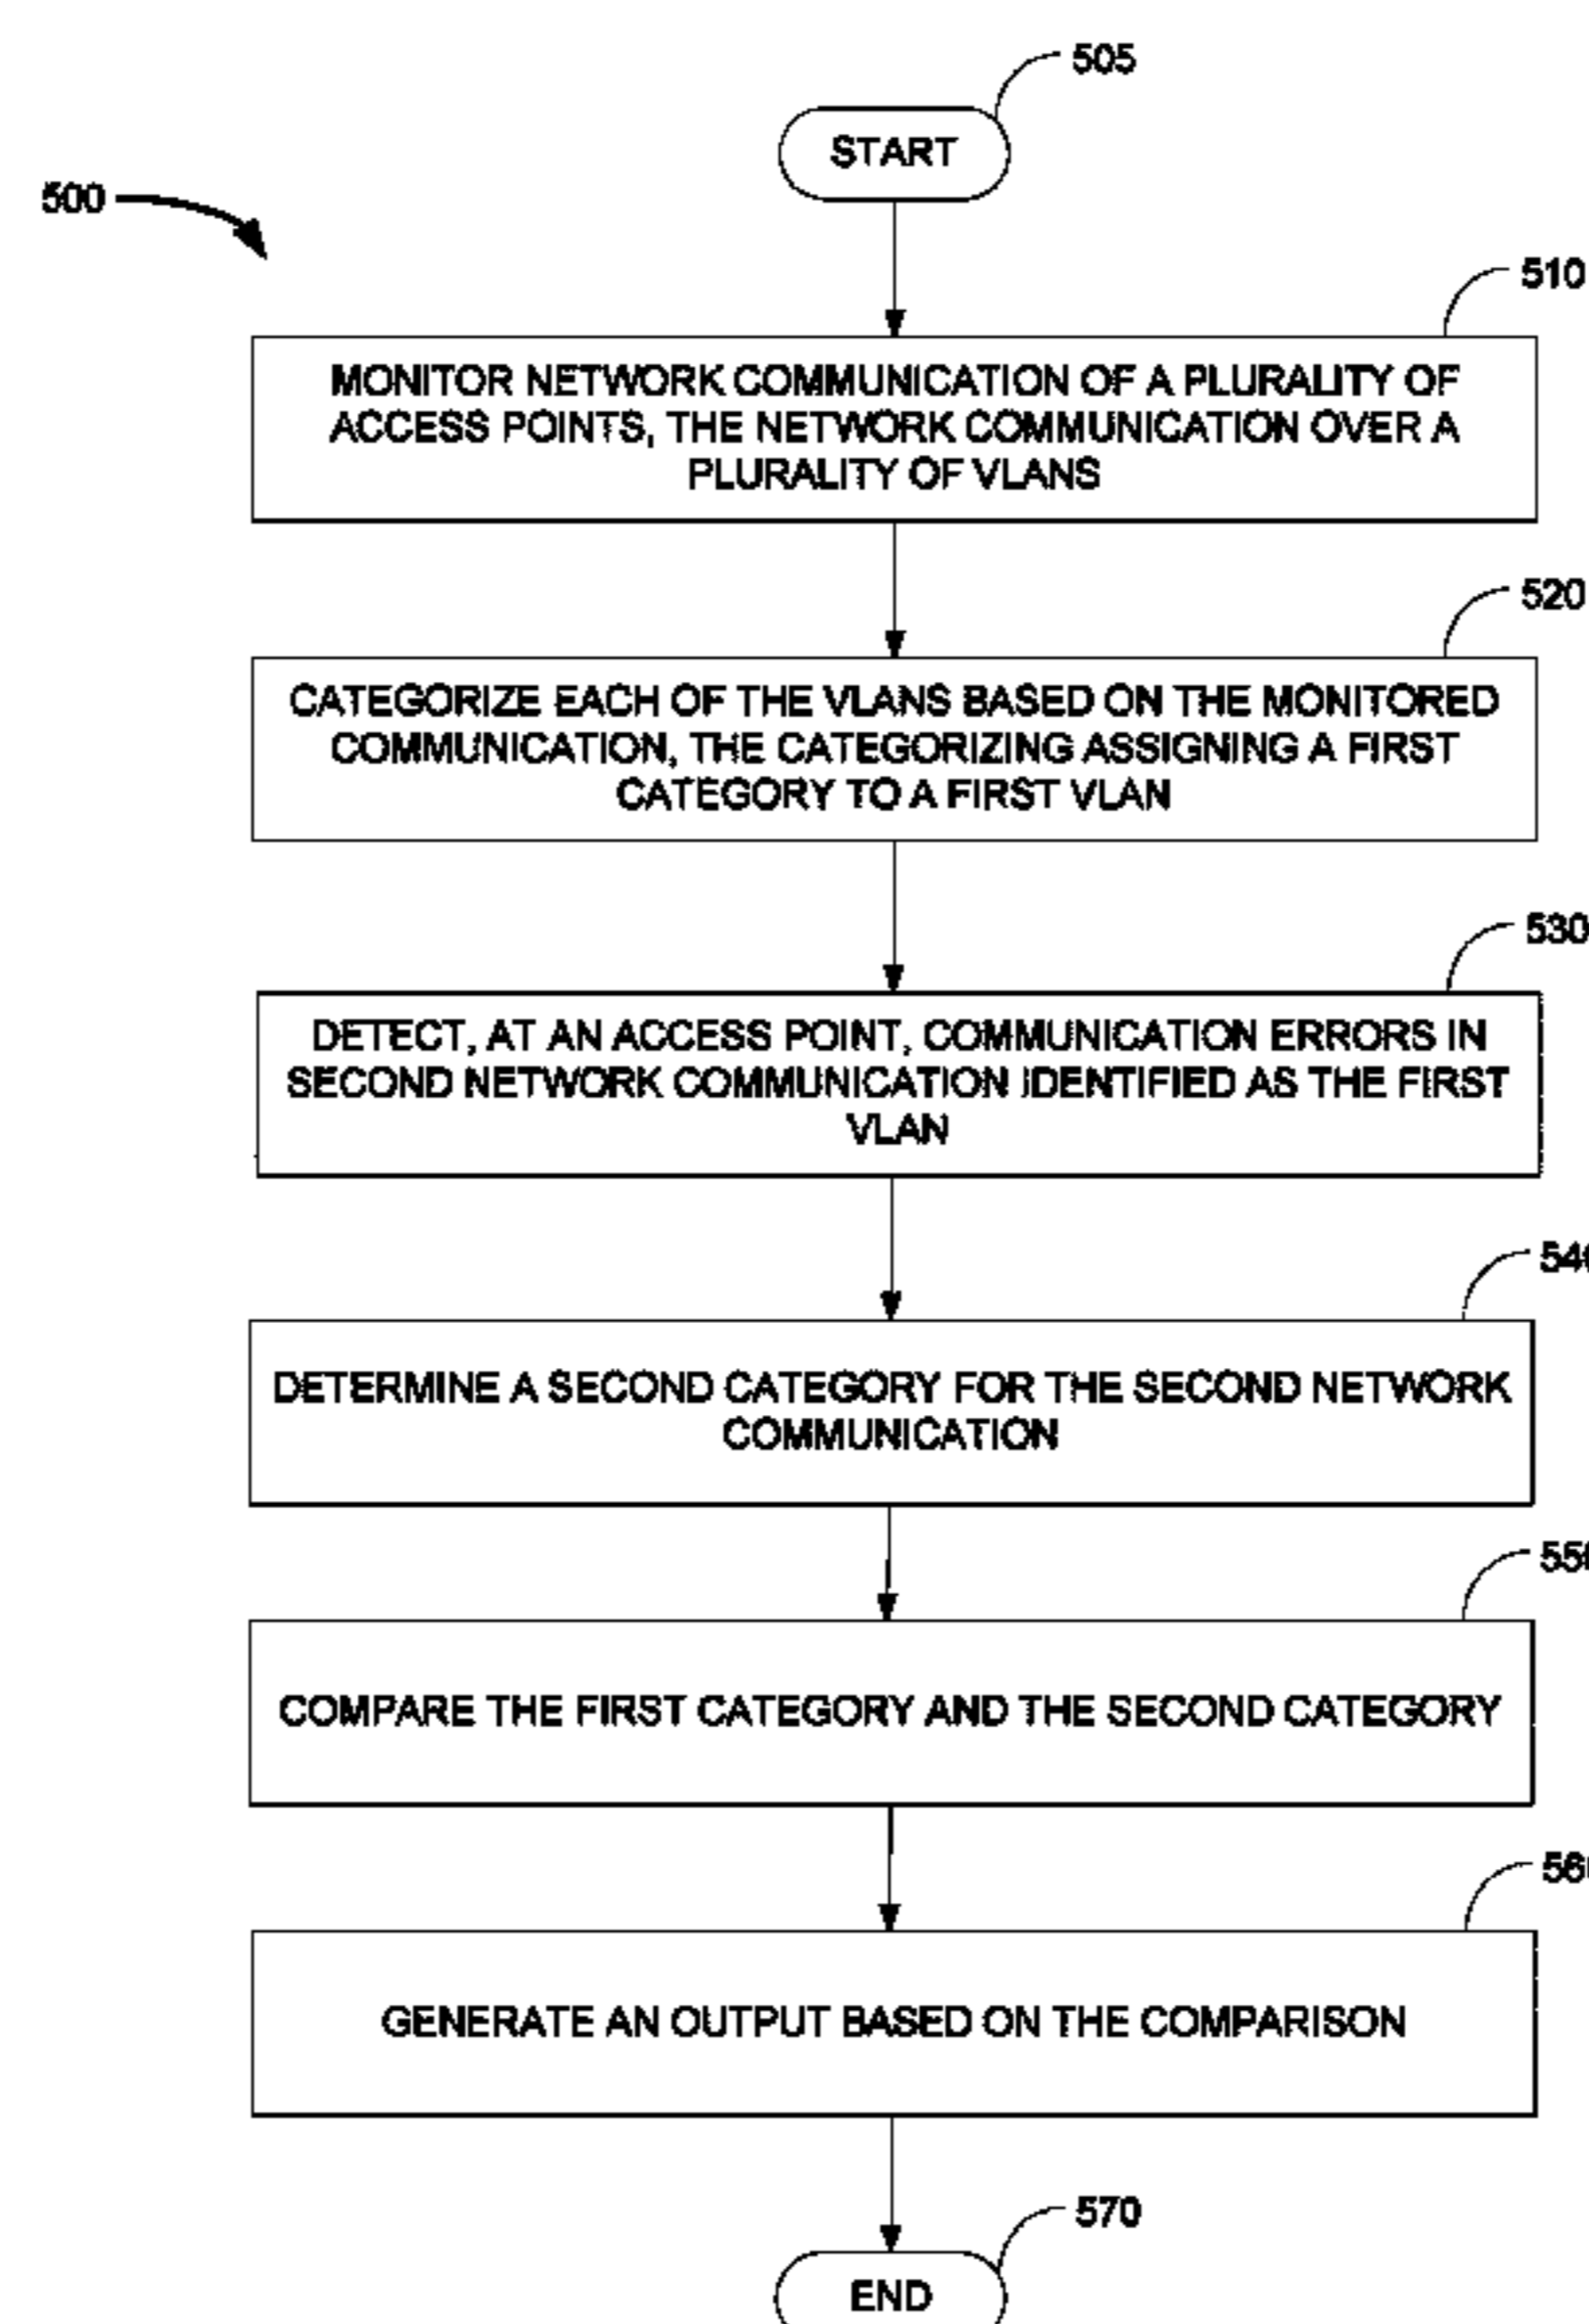 505
START
500
510
MONITOR NETWORK COMMUNICATION OF A PLURALITY OF
ACCESS POINTS, THE NETWORK COMMUNICATION OVER A
PLURALITY OF VLANS
520
CATEGORIZE EACH OF THE VLANS BASED ON THE MONITORED
COMMUNICATION, THE CATEGORIZING ASSIGNING A FIRST
CATEGORY TO A FIRST VLAN
530
DETECT, AT AN ACCESS POINT, COMMUNICATION ERRORS IN
SECOND NETWORK COMMUNICATION IDENTIFIED AS THE FIRST
VLAN
540
DETERMINE A SECOND CATEGORY FOR THE SECOND NETWORK
COMMUNICATION
550
COMPARE THE FIRST CATEGORY AND THE SECOND CATEGORY
560
GENERATE AN OUTPUT BASED ON THE COMPARISON
570
END